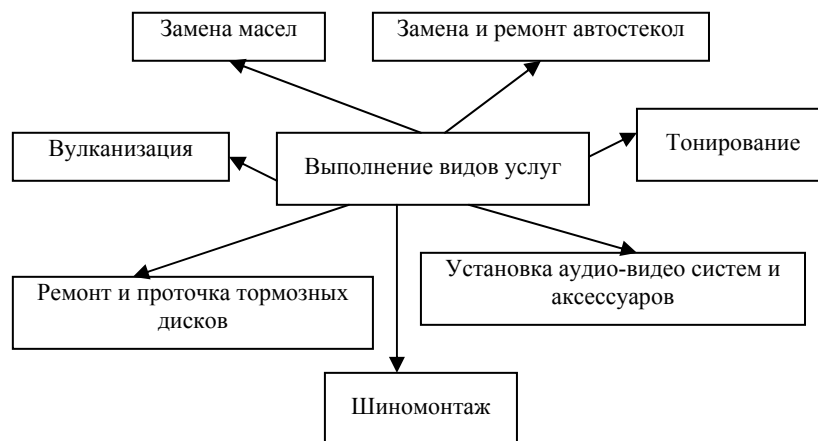 Замена масел
Замена и ремонт автостекол
Вулканизация
Выполнение видов услуг
Тонирование
Ремонт и проточка тормозных
дисков
Установка аудио-видео систем и
аксессуаров
Шиномонтаж